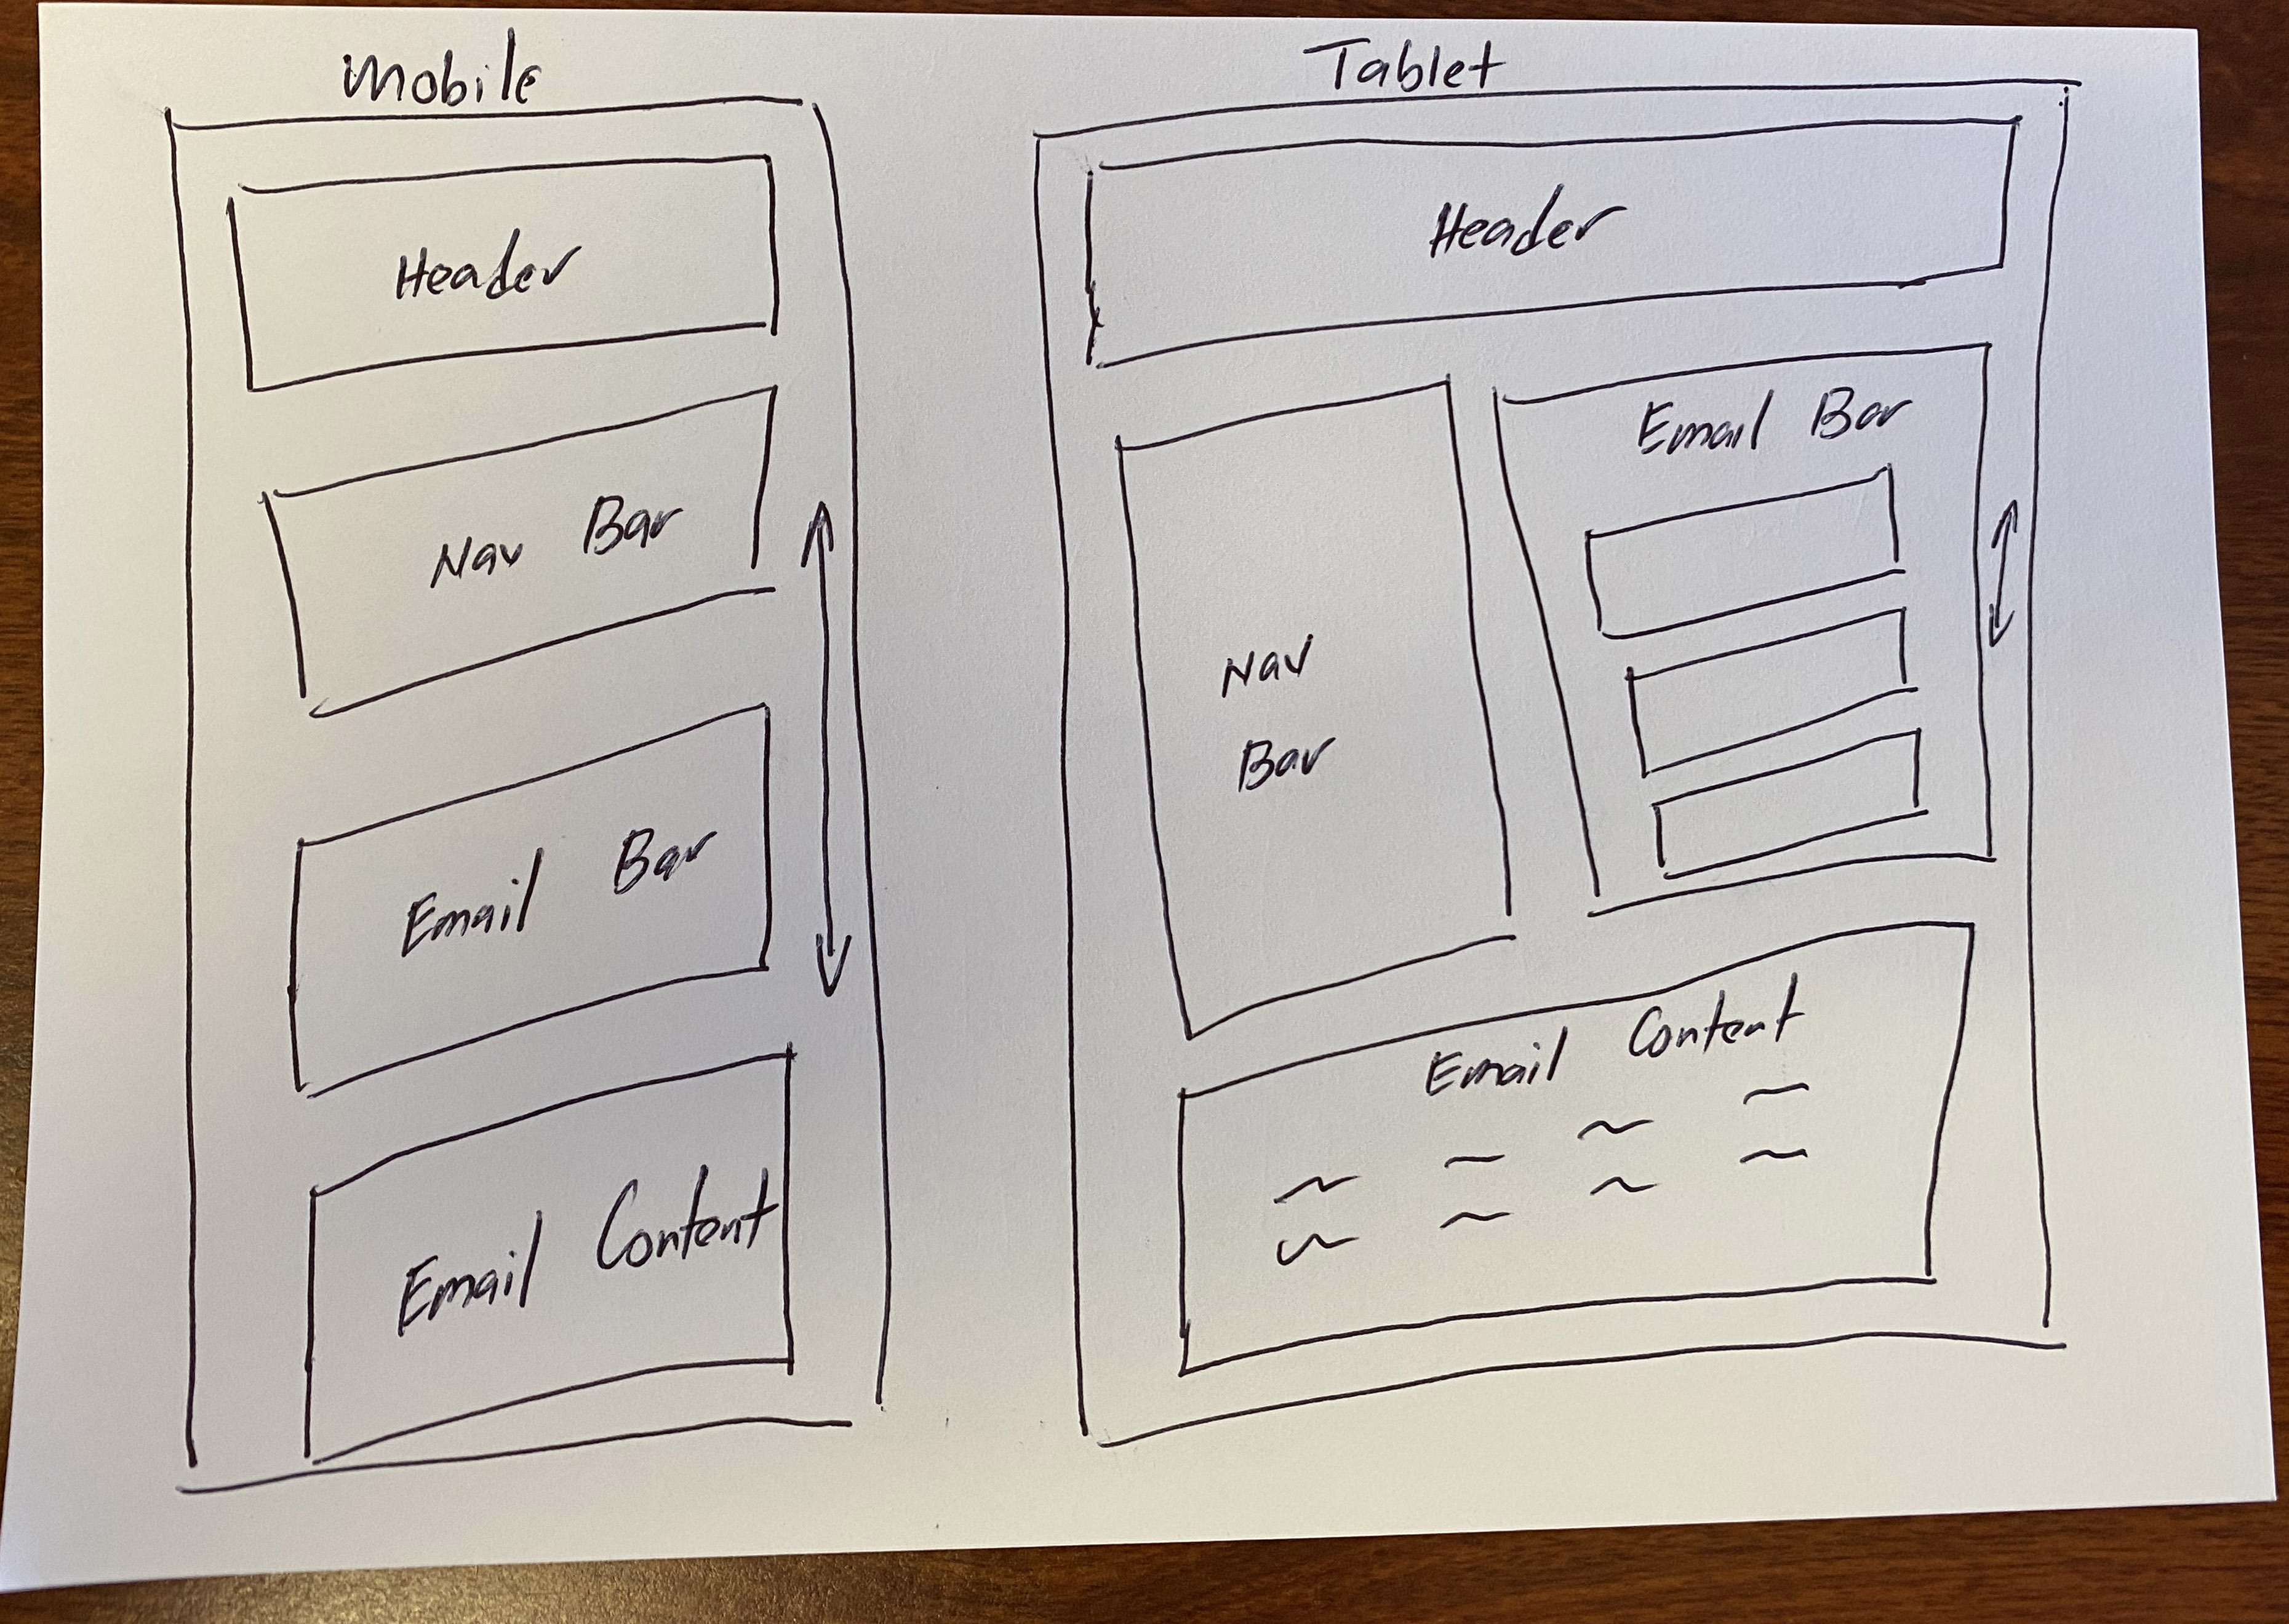 Mobile
Header
Nav Bar
Email Bar
Email Content
Tablet
Header
Nav
Bar
Email Bar
Email Content